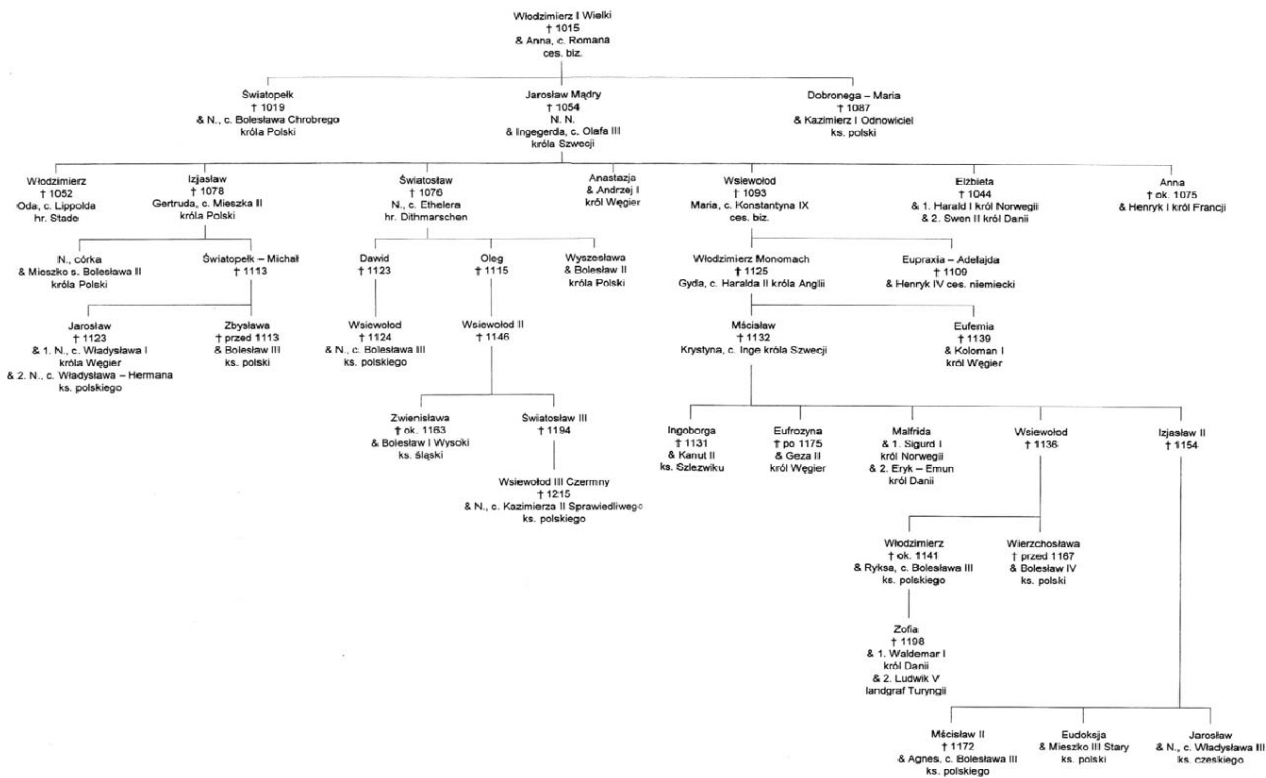 Włodzimierz I Wielki
† 1015
& Anna, c. Romana
ces. biz.
Światopełk
† 1019
& N., c. Bolesława Chrobrego
króla Polski
Jarosław Mądry
† 1054
N. N.
& Ingegerda, c. Olafa III
króla Szwecji
Dobronega – Maria
† 1087
& Kazimierz I Odnowiciel
ks. polski
Włodzimierz
† 1052
Oda, c. Lippolda
hr. Stade
Izjasław
† 1078
Gertruda, c. Mieszka II
króla Polski
Światosław
† 1076
N., c. Ethelera
hr. Dithmarschen
Anastazja
& Andrzej I
król Węgier
Wsiewołod
† 1093
Maria, c. Konstantyna IX
ces. biz.
Elżbieta
† 1044
& 1. Harald I król Norwegii
& 2. Swen II król Danii
Anna
† ok. 1075
& Henryk I król Francji
N., córka
& Mieszko s. Bolesława II
króla Polski
Światopełk – Michał
† 1113
Dawid
† 1123
Oleg
† 1115
Wyszesława
& Bolesław II
król Polski
Włodzimierz Monomach
† 1125
Gyda, c. Haralda II króla Anglii
Eupraxia – Adelajda
† 1109
& Henryk IV ces. niemiecki
Jarosław
† 1123
& 1. N., c. Władysława I
króla Węgier
& 2. N., c. Władysława – Hermana
ks. polskiego
Zbysława
† przed 1113
& Bolesław III
ks. polski
Wsiewołod
† 1124
& N., c. Bolesława III
ks. polskiego
Wsiewołod II
† 1146
Mścisław
† 1132
Krystyna, c. Inge króla Szwecji
Eufemia
† 1139
& Koloman I
król Węgier
Zwienisława
† ok. 1163
& Bolesław I Wysoki
ks. śląski
Światosław III
† 1194
Ingoborga
† 1131
& Kanut II
ks. Szlezwiku
Eufrozyna
† po 1175
& Geza II
król Węgier
Malfrida
& 1. Sigurd I
król Norwegii
& 2. Eryk – Emun
król Danii
Wsiewołod
† 1136
Izjasław II
† 1154
Wsiewołod III Czermny
† 1215
& N., c. Kazimierza II Sprawiedliwego
ks. polskiego
Włodzimierz
† ok. 1141
& Ryksa, c. Bolesława III
ks. polskiego
Wierzchosława
† przed 1167
& Bolesław IV
ks. polski
Zofia
† 1198
& 1. Waldemar I
król Danii
& 2. Ludwik V
landgraf Turyngii
Mścisław II
† 1172
& Agnes, c. Bolesława III
ks. polskiego
Eudoksja
& Mieszko III Stary
ks. polski
Jarosław
& N., c. Władysława III
ks. czeskiego